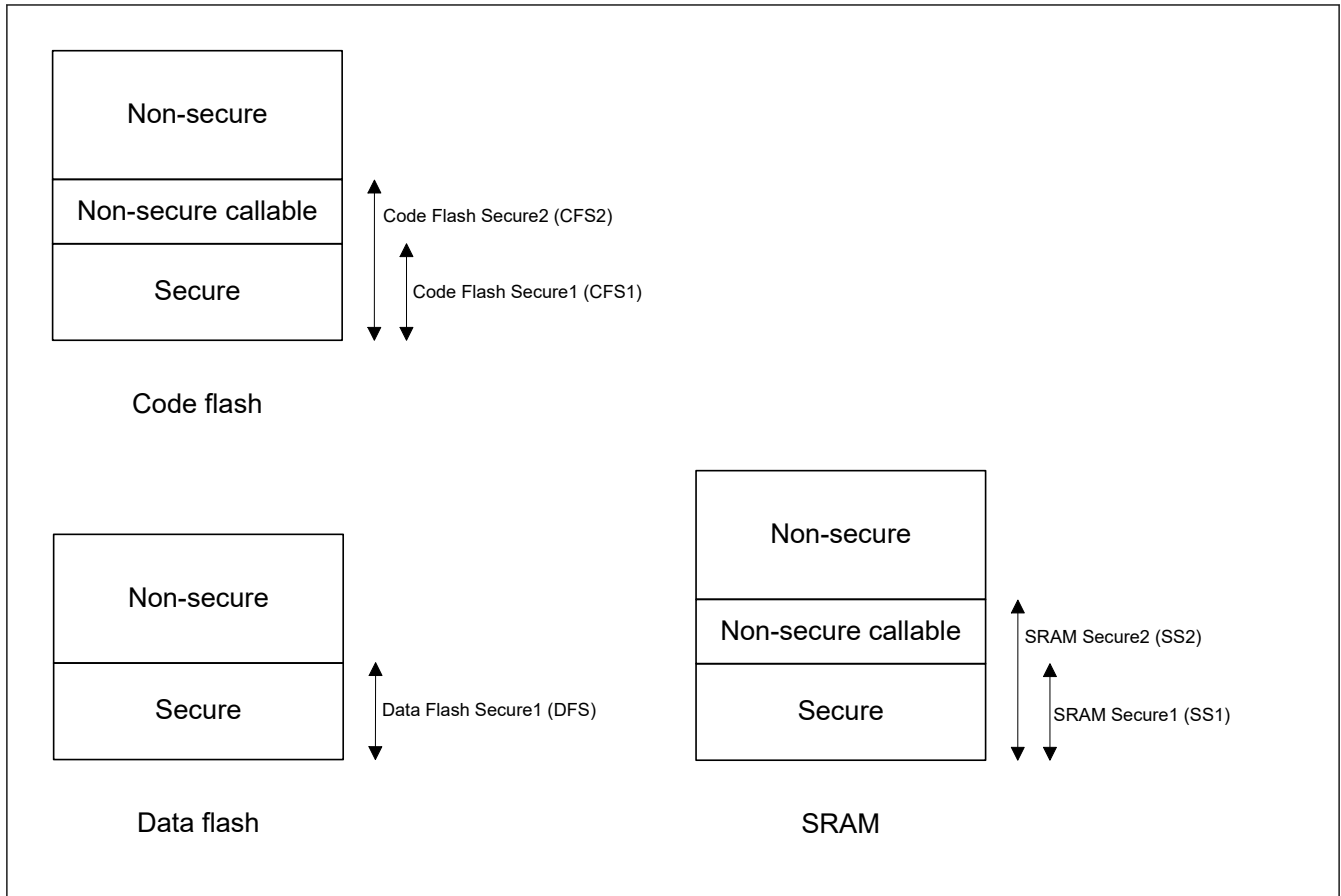 Non-secure
Non-secure callable
Secure
Code Flash Secure2 (CFS2)
Code Flash Secure1 (CFS1)
Code flash
Non-secure
Secure
Data Flash Secure1 (DFS)
Data flash
Non-secure
Non-secure callable
Secure
SRAM Secure2 (SS2)
SRAM Secure1 (SS1)
SRAM